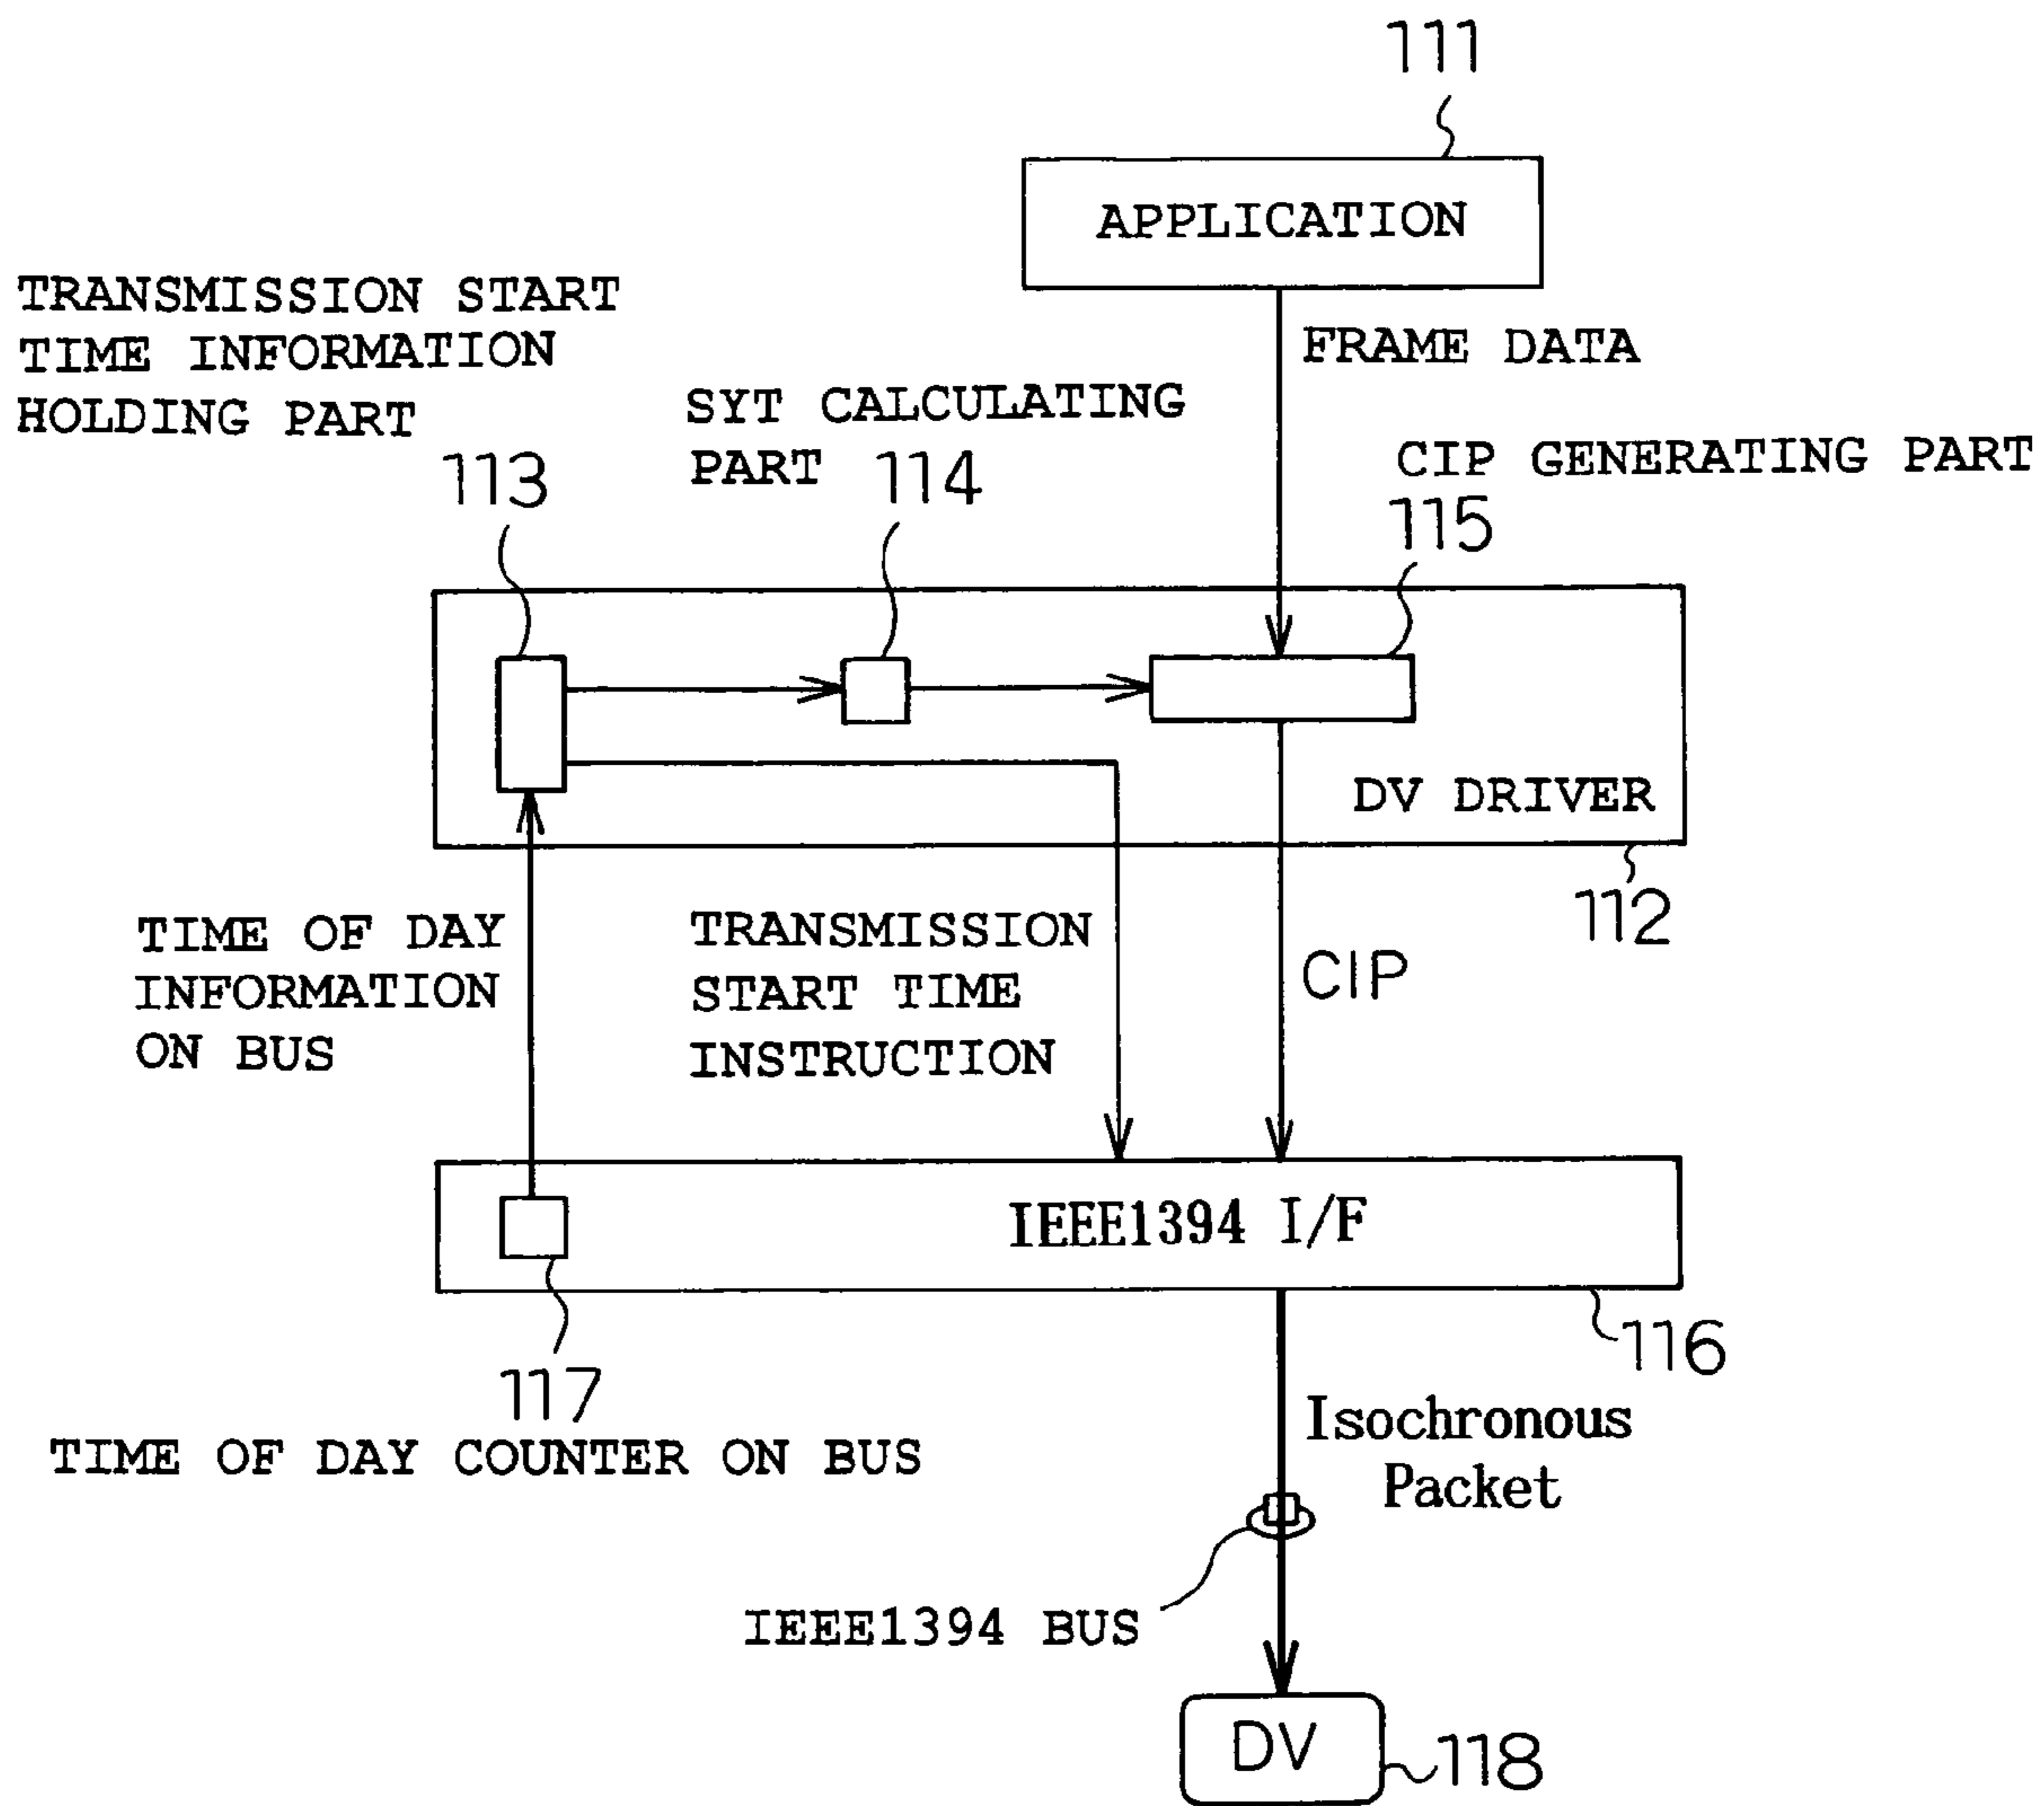 111
APPLICATION
TRANSMISSION START
TIME INFORMATION
HOLDING PART
FRAME DATA
SYT CALCULATING
PART
CIP GENERATING PART
113
114
115
DV DRIVER
112
TIME OF DAY
INFORMATION
ON BUS
TRANSMISSION
START TIME
INSTRUCTION
CIP
IEEE1394 I/F
116
117
TIME OF DAY COUNTER ON BUS
Isochronous
Packet
IEEE1394 BUS
DV
118